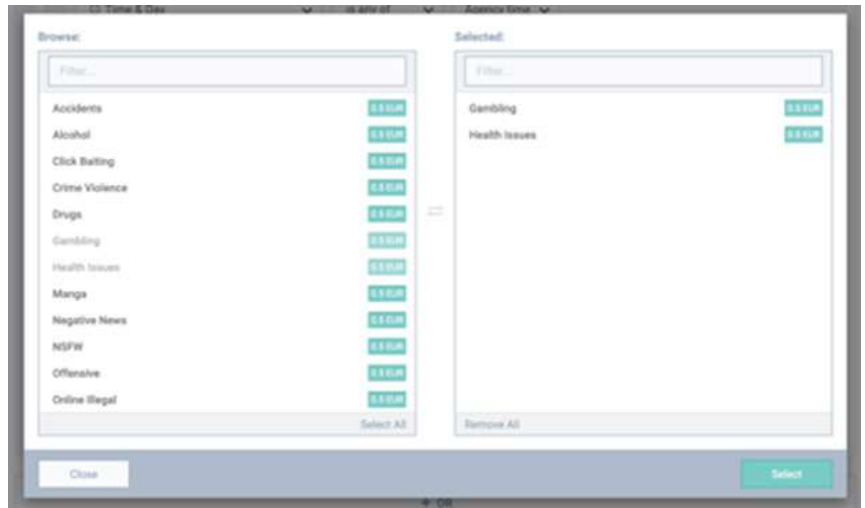 Time & Day is any of Agency time
Browse:
Filter...
Accidents 0.5 EUR
Alcohol 0.5 EUR
Click Baiting 0.5 EUR
Crime Violence 0.5 EUR
Drugs 0.5 EUR
Gambling 0.5 EUR
Health Issues 0.5 EUR
Manga 0.5 EUR
Negative News 0.5 EUR
NSFW 0.5 EUR
Offensive 0.5 EUR
Online Illegal 0.5 EUR
Select All
Selected:
Filter...
Gambling 0.5 EUR
Health Issues 0.5 EUR
Remove All
Close
Select
+ OR